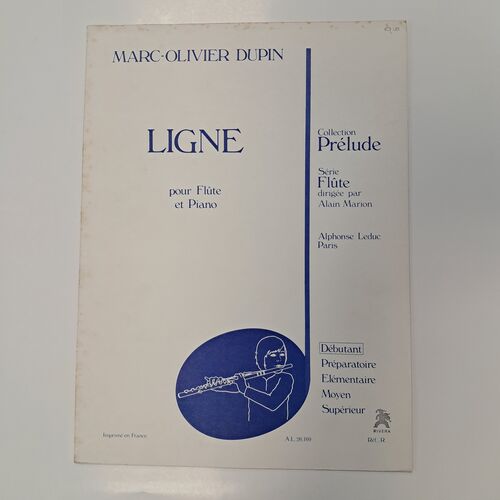 MARC-OLIVIER DUPIN
LIGNE
pour Flûte
et Piano
Collection
Prélude
Série
Flûte
dirigée par
Alain Marion
Alphonse Leduc
Paris
Débutant
Préparatoire
Elémentaire
Moyen
Supérieur
RIVERA
Imprimé en France